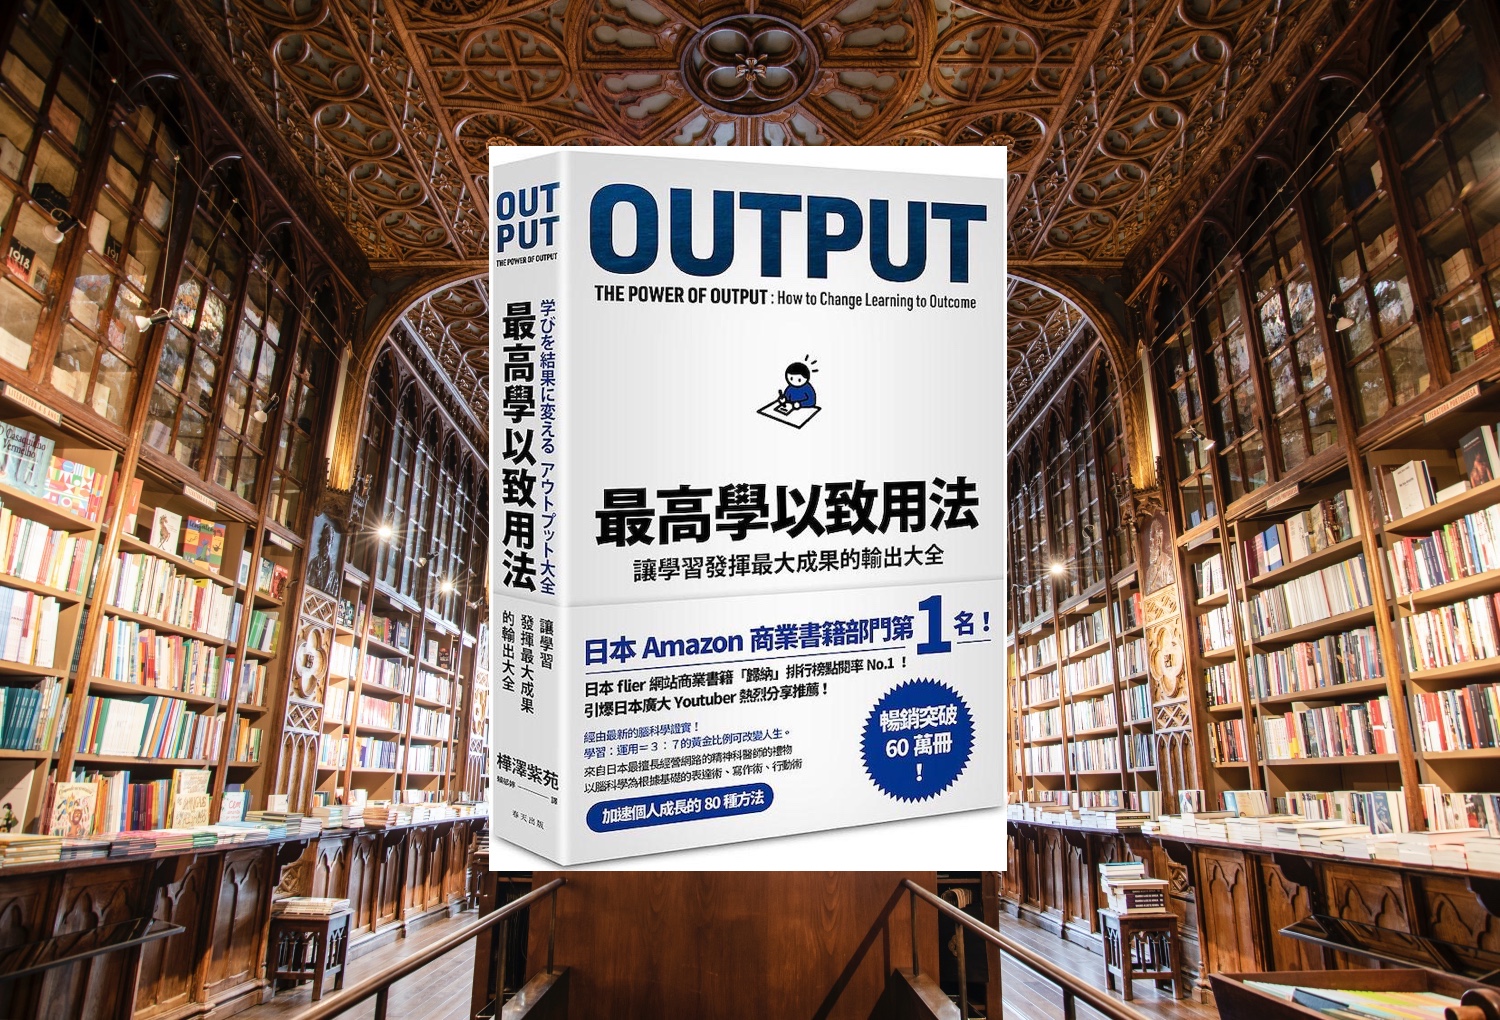 OUTPUT
THE POWER OF OUTPUT : How to Change Learning to Outcome
最高學以致用法
讓學習發揮最大成果的輸出大全
日本 Amazon 商業書籍部門第1名！
日本 flier 網站商業書籍「歸納」排行榜點閱率 No.1 ！
引爆日本廣大 Youtuber 熱烈分享推薦！
經由最新的腦科學證實！
學習：運用＝3：7的黃金比例可改變人生。
來自日本最擅長經營網路的精神科醫師的禮物
以腦科學為根據基礎的表達術、寫作術、行動術
加速個人成長的 80 種方法
暢銷突破
60 萬冊
！
OUT
PUT
THE POWER OF OUTPUT
学びを結果に変える アウトプット大全
最高學以致用法
讓學習
發揮最大成果
的輸出大全
樺澤紫苑
譯
春天出版
O Casaquinho
Vermelho
1918